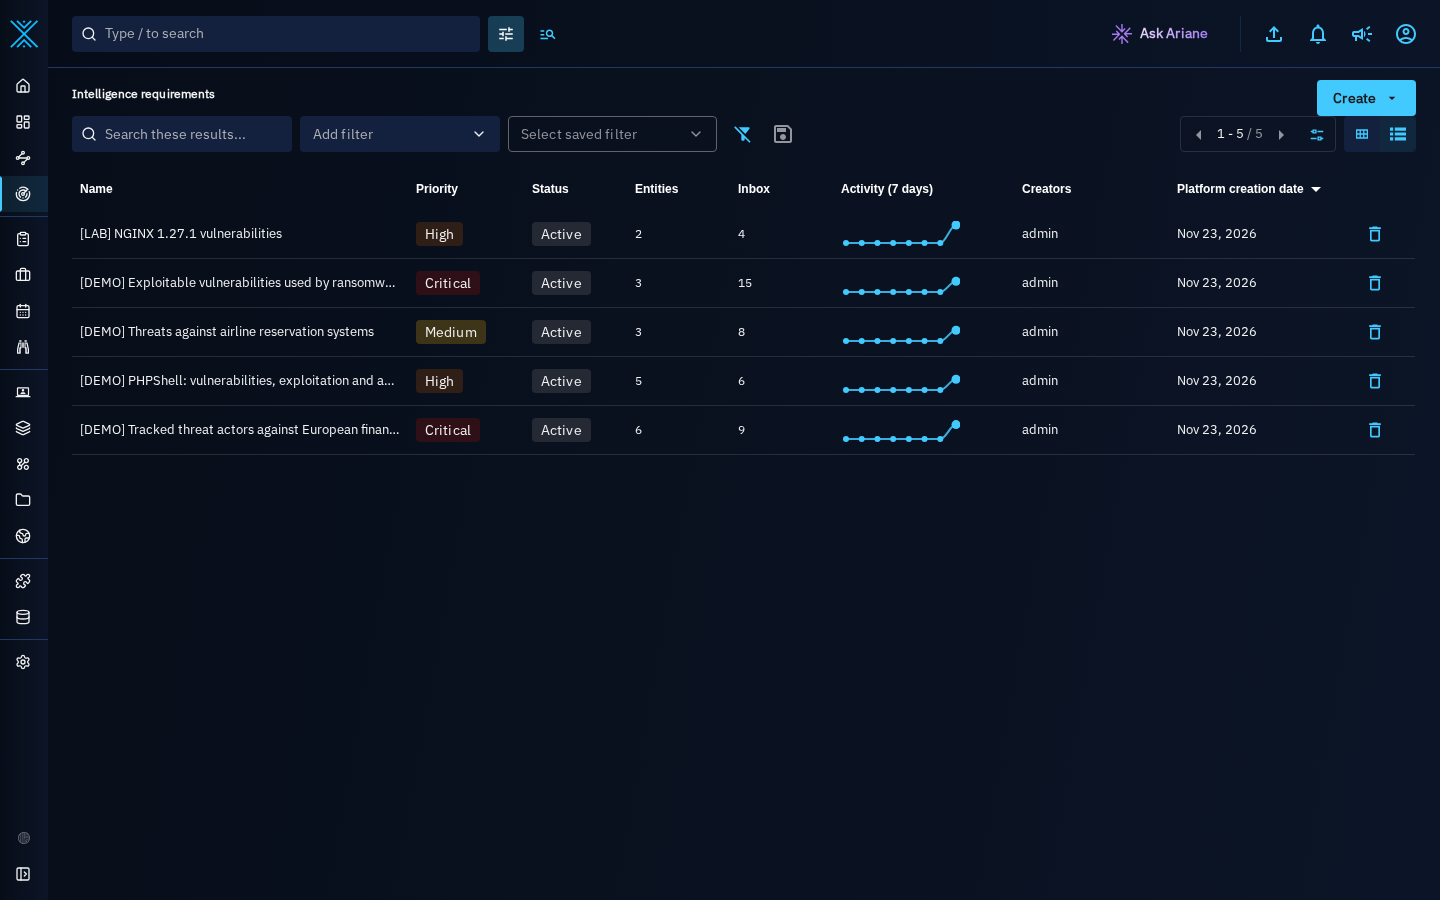 Type / to search
Ask Ariane
Intelligence requirements
Create
Search these results...
Add filter
Select saved filter
1 - 5 / 5
Name Priority Status Entities Inbox Activity (7 days) Creators Platform creation date
[LAB] NGINX 1.27.1 vulnerabilities High Active 2 4 admin Nov 23, 2026
[DEMO] Exploitable vulnerabilities used by ransomw... Critical Active 3 15 admin Nov 23, 2026
[DEMO] Threats against airline reservation systems Medium Active 3 8 admin Nov 23, 2026
[DEMO] PHPShell: vulnerabilities, exploitation and a... High Active 5 6 admin Nov 23, 2026
[DEMO] Tracked threat actors against European finan... Critical Active 6 9 admin Nov 23, 2026